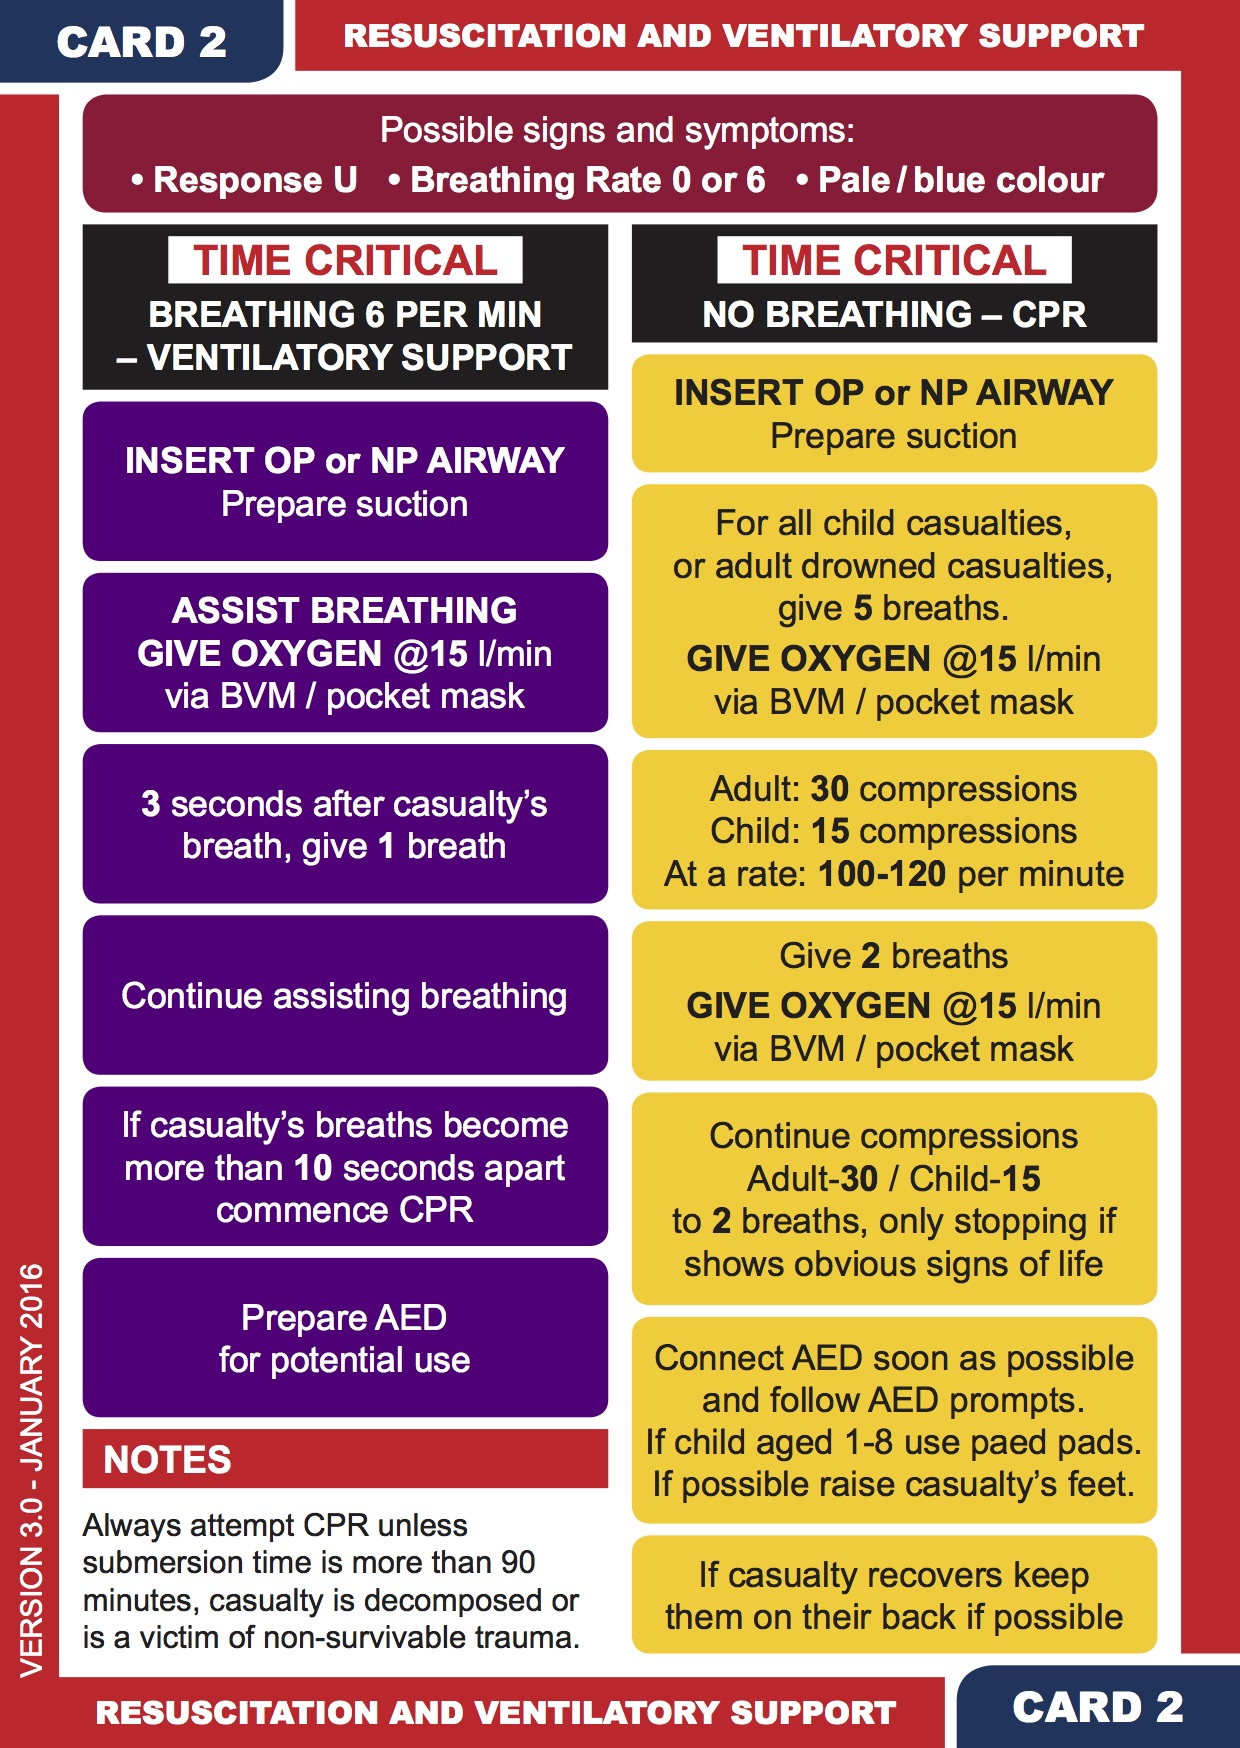 CARD 2
RESUSCITATION AND VENTILATORY SUPPORT
Possible signs and symptoms:
• Response U • Breathing Rate 0 or 6 • Pale / blue colour
TIME CRITICAL
BREATHING 6 PER MIN
– VENTILATORY SUPPORT
INSERT OP or NP AIRWAY
Prepare suction
ASSIST BREATHING
GIVE OXYGEN @15 l/min
via BVM / pocket mask
3 seconds after casualty’s
breath, give 1 breath
Continue assisting breathing
If casualty’s breaths become
more than 10 seconds apart
commence CPR
Prepare AED
for potential use
NOTES
Always attempt CPR unless
submersion time is more than 90
minutes, casualty is decomposed or
is a victim of non-survivable trauma.
TIME CRITICAL
NO BREATHING – CPR
INSERT OP or NP AIRWAY
Prepare suction
For all child casualties,
or adult drowned casualties,
give 5 breaths.
GIVE OXYGEN @15 l/min
via BVM / pocket mask
Adult: 30 compressions
Child: 15 compressions
At a rate: 100-120 per minute
Give 2 breaths
GIVE OXYGEN @15 l/min
via BVM / pocket mask
Continue compressions
Adult-30 / Child-15
to 2 breaths, only stopping if
shows obvious signs of life
Connect AED soon as possible
and follow AED prompts.
If child aged 1-8 use paed pads.
If possible raise casualty’s feet.
If casualty recovers keep
them on their back if possible
VERSION 3.0 - JANUARY 2016
RESUSCITATION AND VENTILATORY SUPPORT
CARD 2